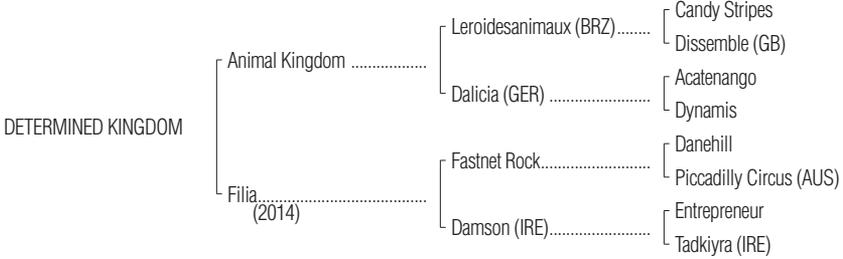 Candy Stripes
Leroidesanimaux (BRZ)........
Dissemble (GB)
Animal Kingdom ..................
Acatenango
Dalicia (GER) ........................
Dynamis
DETERMINED KINGDOM
Danehill
Fastnet Rock..........................
Piccadilly Circus (AUS)
Filia........................................
(2014)
Entrepreneur
Damson (IRE)........................
Tadkiyra (IRE)